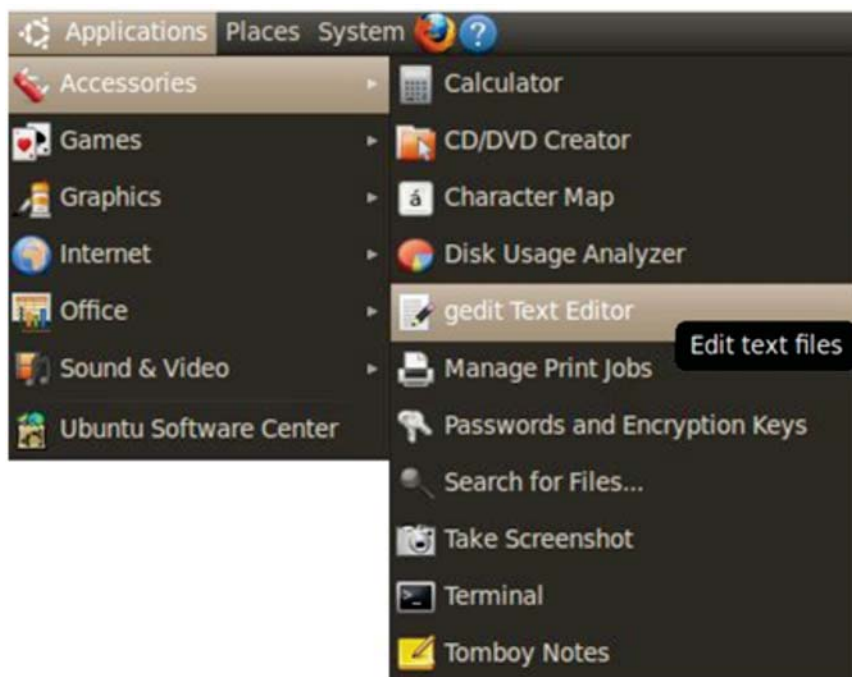 Applications Places System
Accessories
Games
Graphics
Internet
Office
Sound & Video
Ubuntu Software Center
Calculator
CD/DVD Creator
á Character Map
Disk Usage Analyzer
gedit Text Editor
Edit text files
Manage Print Jobs
Passwords and Encryption Keys
Search for Files...
Take Screenshot
Terminal
Tomboy Notes